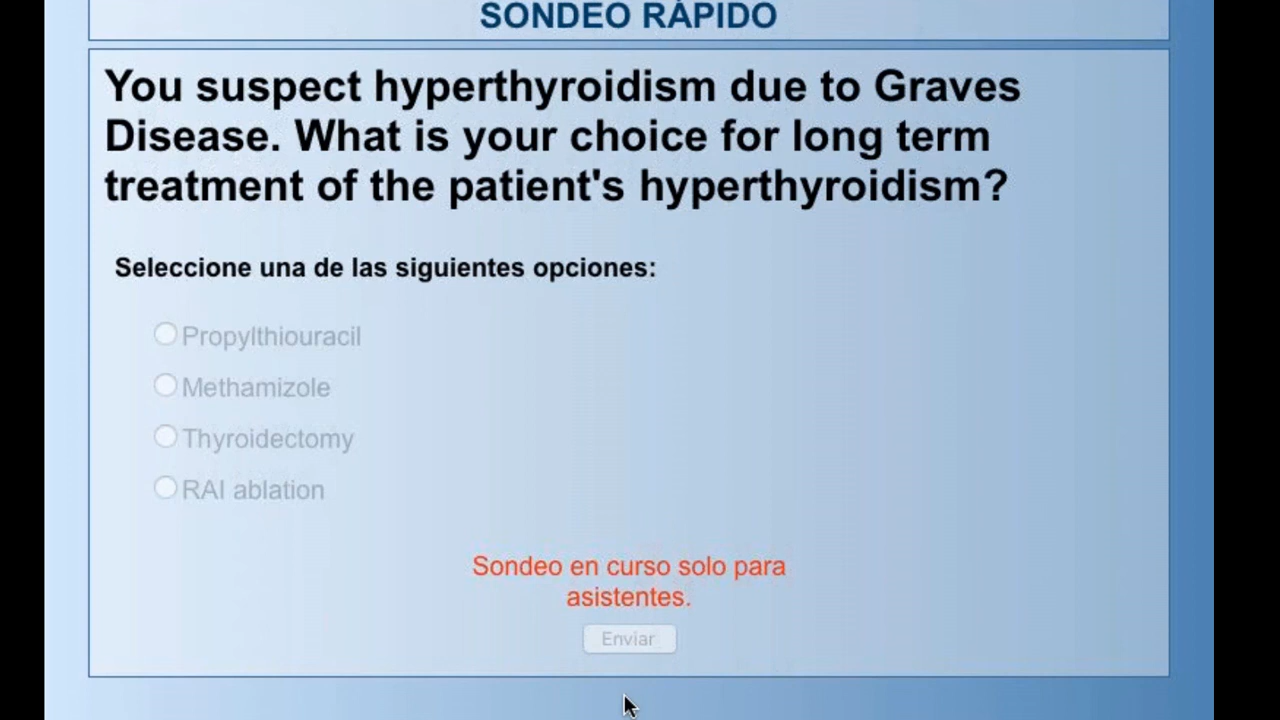 SONDEO RÁPIDO
You suspect hyperthyroidism due to Graves
Disease. What is your choice for long term
treatment of the patient's hyperthyroidism?
Seleccione una de las siguientes opciones:
Propylthiouracil
Methamizole
Thyroidectomy
RAI ablation
Sondeo en curso solo para
asistentes.
Enviar